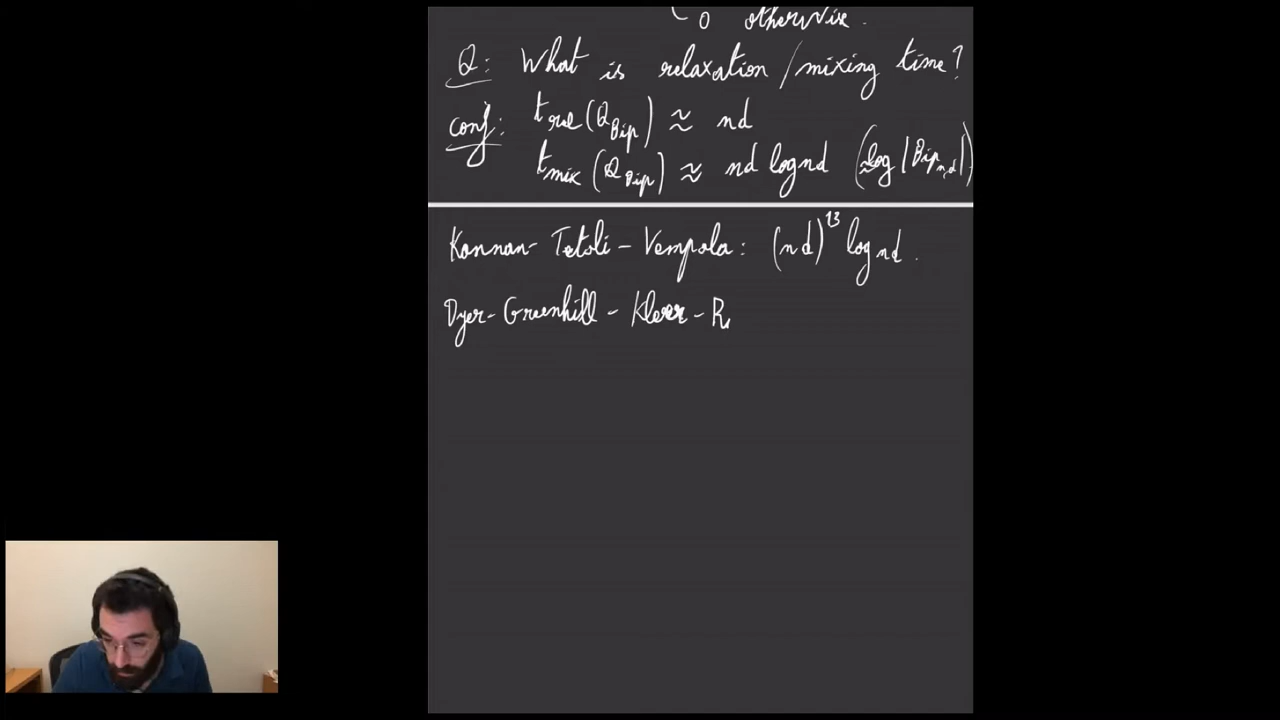 0 otherwise.
Q: What is relaxation/mixing time?
conj: t_rel(Q_Bip) ≈ nd
t_mix(Q_Bip) ≈ nd log nd (≈log |Bip_n,d|)
Kannan- Tetali - Vempala: (nd)^13 log nd.
Dyer- Greenhill - Kleer - R